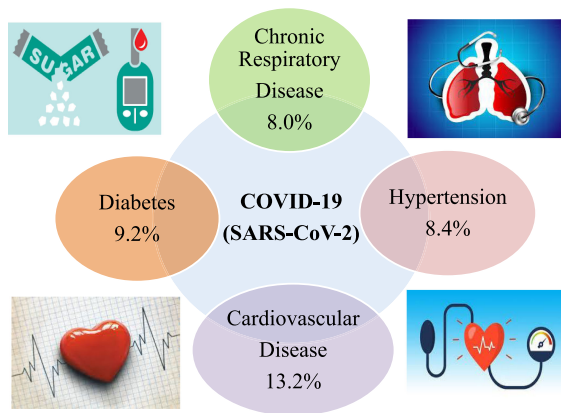 SUGAR
Chronic
Respiratory
Disease
8.0%
Diabetes
9.2%
COVID-19
(SARS-CoV-2)
Hypertension
8.4%
Cardiovascular
Disease
13.2%